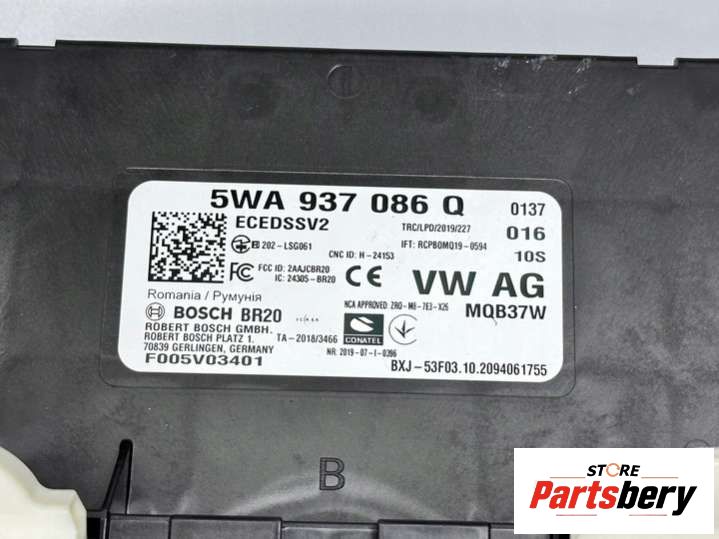 5WA 937 086 Q 0137
ECEDSSV2 TRC/LPD/2019/227 016
202-LSG061 IFT: RCPBOMQ19-0594 10S
CNC ID: H-24153
FCC ID: 2AAJCBR20
IC: 24305-BR20 CE VW AG
Romania / Румунія
NCA APPROVED: ZRO-M8-7E3-X26 MQB37W
BOSCH BR20
ROBERT BOSCH GMBH.
ROBERT BOSCH PLATZ 1. TA-2018/3466 CONATEL
70839 GERLINGEN, GERMANY NR: 2019-07-I-0396
F005V03401 BXJ-53F03.10.2094061755
B
STORE
Partsbery